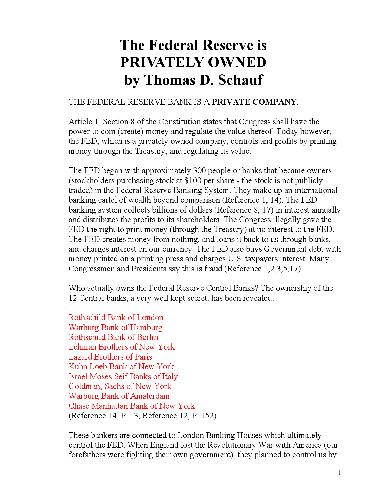 The Federal Reserve is
PRIVATELY OWNED
by Thomas D. Schauf
THE FEDERAL RESERVE BANK IS A PRIVATE COMPANY.
Article 1, Section 8 of the Constitution states that Congress shall have the
power to coin (create) money and regulate the value thereof. Today however,
the FED, which is a privately owned company, controls and profits by printing
money through the Treasury, and regulating its value.
The FED began with approximately 300 people or banks that became owners
(stockholders purchasing stock at $100 per share - the stock is not publicly
traded) in the Federal Reserve Banking System. They make up an international
banking cartel of wealth beyond comparison (Reference 1, 14). The FED
banking system collects billions of dollars (Reference 8, 17) in interest annually
and distributes the profits to its shareholders. The Congress illegally gave the
FED the right to print money (through the Treasury) at no interest to the FED.
The FED creates money from nothing, and loans it back to us through banks,
and charges interest on our currency. The FED also buys Government debt with
money printed on a printing press and charges U.S. taxpayers interest. Many
Congressmen and Presidents say this is fraud (Reference 1,2,3,5,17)
Who actually owns the Federal Reserve Central Banks? The ownership of the
12 Central banks, a very well kept secret, has been revealed:
Rothschild Bank of London
Warburg Bank of Hamburg
Rothschild Bank of Berlin
Lehman Brothers of New York
Lazard Brothers of Paris
Kuhn Loeb Bank of New York
Israel Moses Seif Banks of Italy
Goldman, Sachs of New York
Warburg Bank of Amsterdam
Chase Manhattan Bank of New York
(Reference 14, P. 13, Reference 12, P. 152)
These bankers are connected to London Banking Houses which ultimately
control the FED. When England lost the Revolutionary War with America (our
forefathers were fighting their own government), they planned to control us by
1